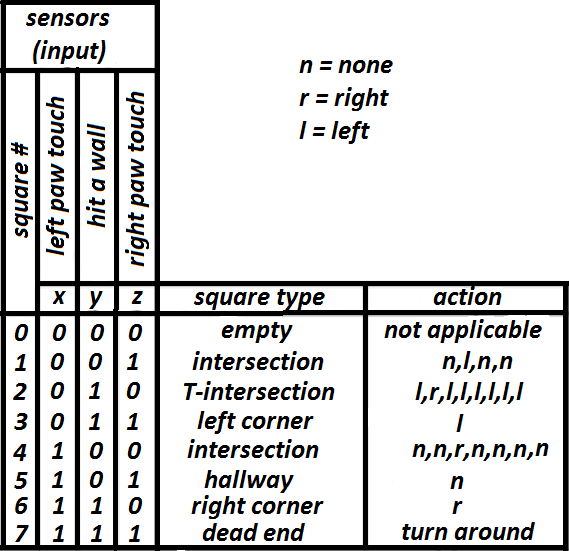 sensors
(input)
n = none
r = right
l = left
square #
left paw touch
hit a wall
right paw touch
x y z square type action
0 0 0 0 empty not applicable
1 0 0 1 intersection n,l,n,n
2 0 1 0 T-intersection l,r,l,l,l,l,l,l
3 0 1 1 left corner l
4 1 0 0 intersection n,n,r,n,n,n,n
5 1 0 1 hallway n
6 1 1 0 right corner r
7 1 1 1 dead end turn around